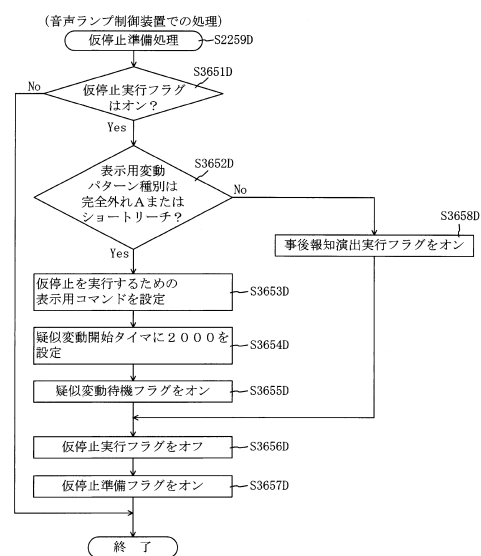 (音声ランプ制御装置での処理)
仮停止準備処理
S2259D
S3651D
No
仮停止実行フラグ
はオン?
Yes
S3652D
表示用変動
パターン種別は
完全外れAまたは
ショートリーチ?
No
S3658D
事後報知演出実行フラグをオン
Yes
仮停止を実行するための
表示用コマンドを設定
S3653D
疑似変動開始タイマに2000を
設定
S3654D
疑似変動待機フラグをオン
S3655D
仮停止実行フラグをオフ
S3656D
仮停止準備フラグをオン
S3657D
終 了